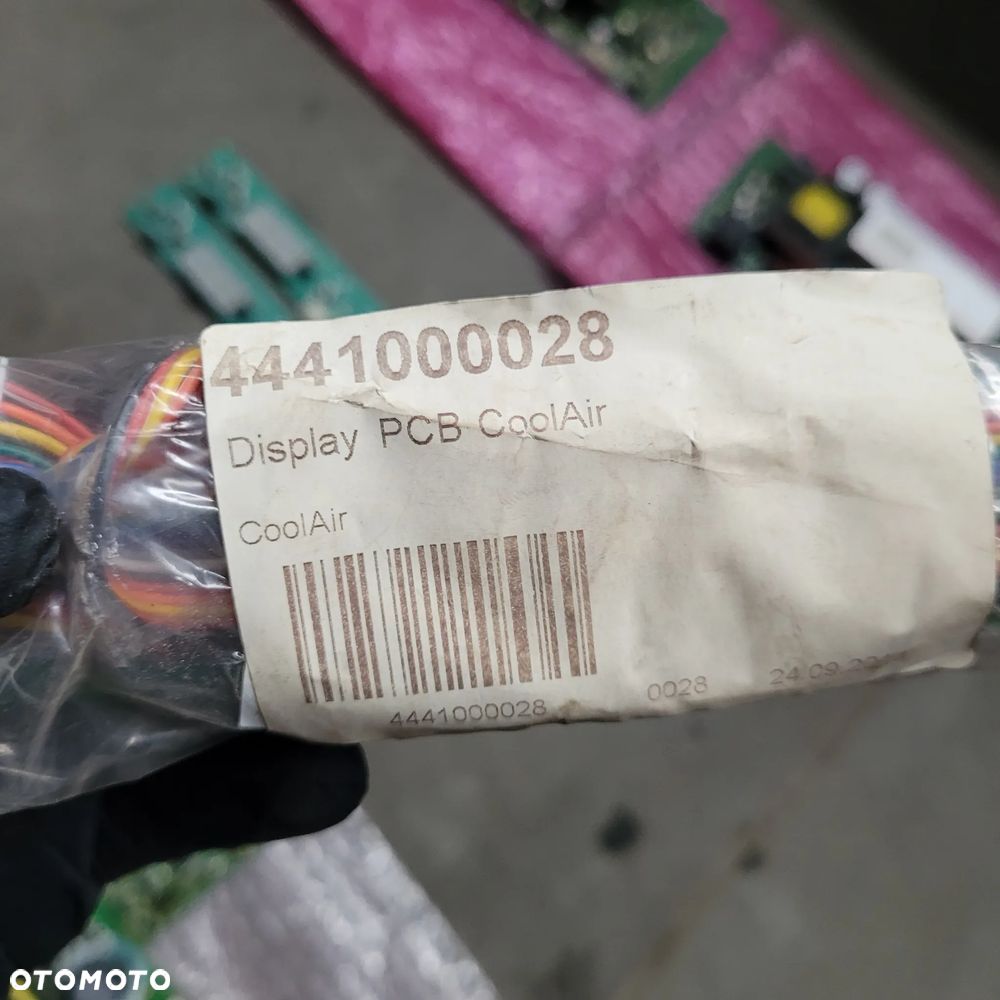 4441000028
Display PCB CoolAir
CoolAir
4441000028 0028
OTOMOTO